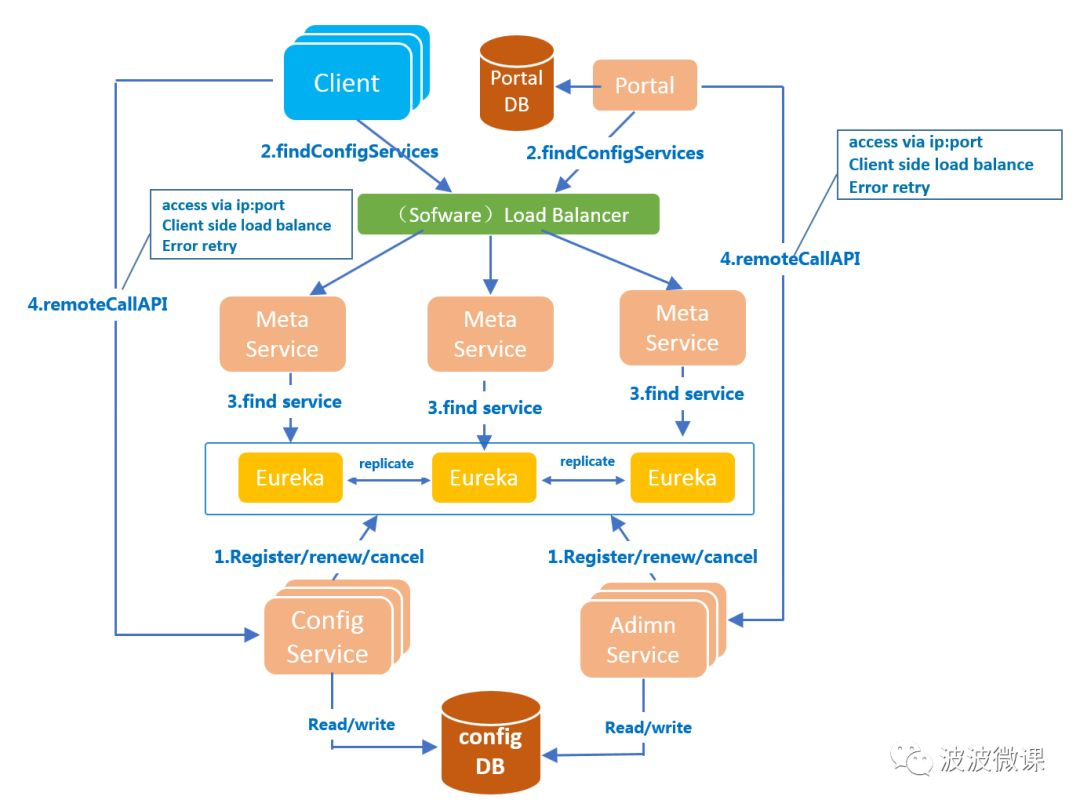 Client
Portal
DB
Portal
2.findConfigServices
2.findConfigServices
access via ip:port
Client side load balance
Error retry
access via ip:port
Client side load balance
Error retry
（Sofware）Load Balancer
4.remoteCallAPI
4.remoteCallAPI
Meta
Service
Meta
Service
Meta
Service
3.find service
3.find service
3.find service
Eureka
replicate
Eureka
replicate
Eureka
1.Register/renew/cancel
1.Register/renew/cancel
Config
Service
Adimn
Service
Read/write
Read/write
config
DB
波波微课